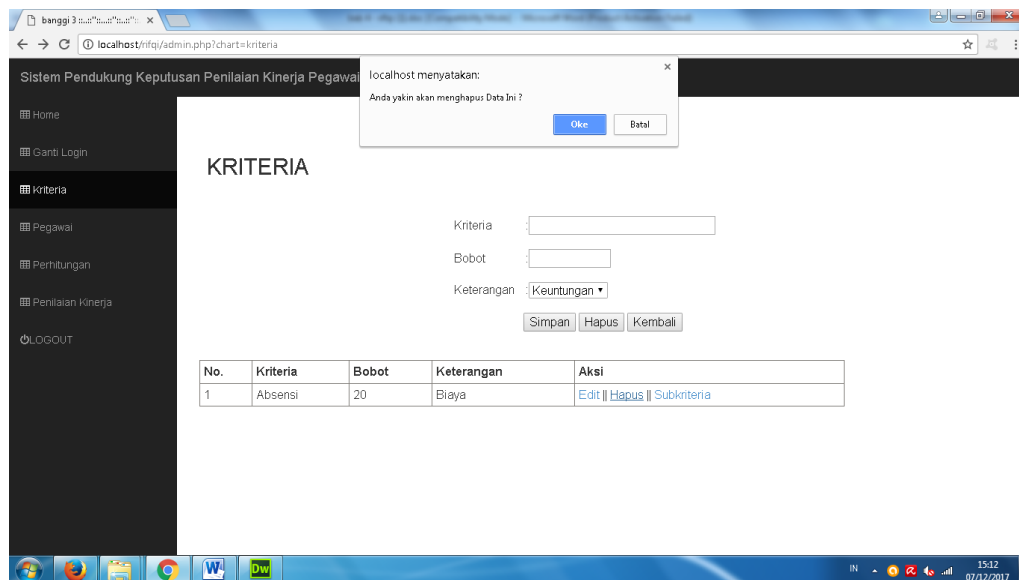 banggi 3 ::..::''::..::''::..::'':
localhost/rifqi/admin.php?chart=kriteria
Sistem Pendukung Keputusan Penilaian Kinerja Pegawai
localhost menyatakan:
Anda yakin akan menghapus Data Ini ?
Oke Batal
Home
Ganti Login
Kriteria
Pegawai
Perhitungan
Penilaian Kinerja
LOGOUT
KRITERIA
Kriteria :
Bobot :
Keterangan : Keuntungan
Simpan Hapus Kembali
No. Kriteria Bobot Keterangan Aksi
1 Absensi 20 Biaya Edit || Hapus || Subkriteria
W Dw IN 15:12
07/12/2017